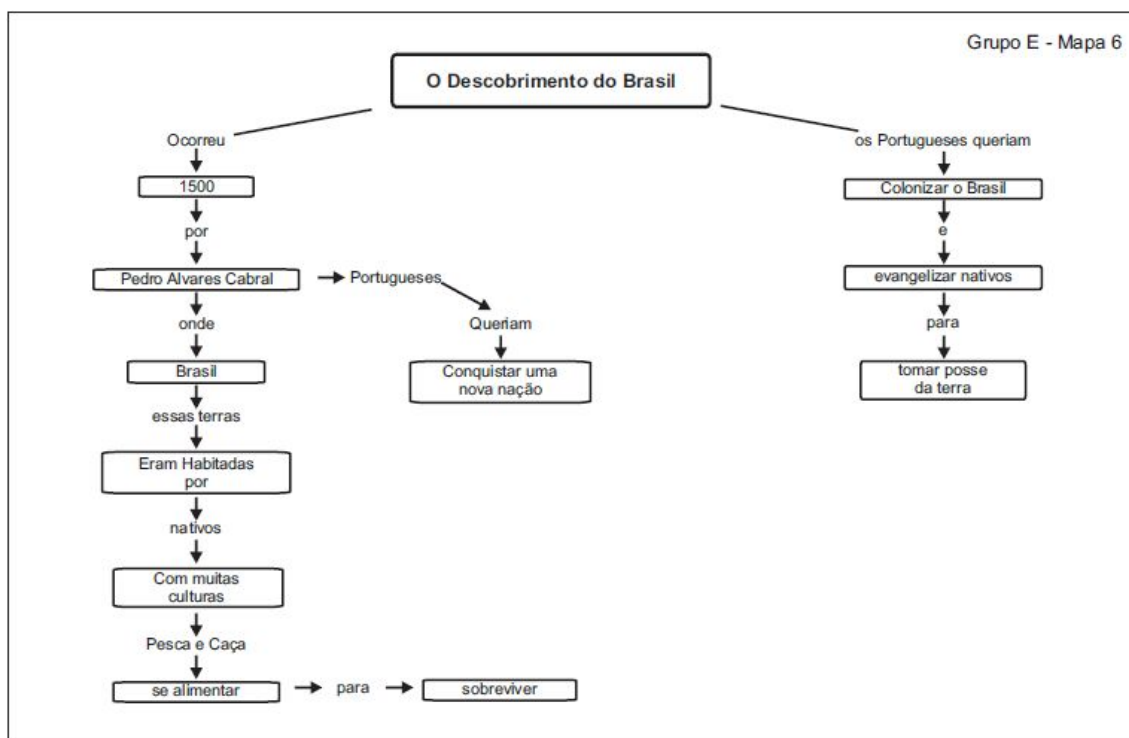 Grupo E - Mapa 6
O Descobrimento do Brasil
Ocorreu
1500
por
Pedro Alvares Cabral
Portugueses
Queriam
Conquistar uma
nova nação
onde
Brasil
essas terras
Eram Habitadas
por
nativos
Com muitas
culturas
Pesca e Caça
se alimentar
para
sobreviver
os Portugueses queriam
Colonizar o Brasil
e
evangelizar nativos
para
tomar posse
da terra